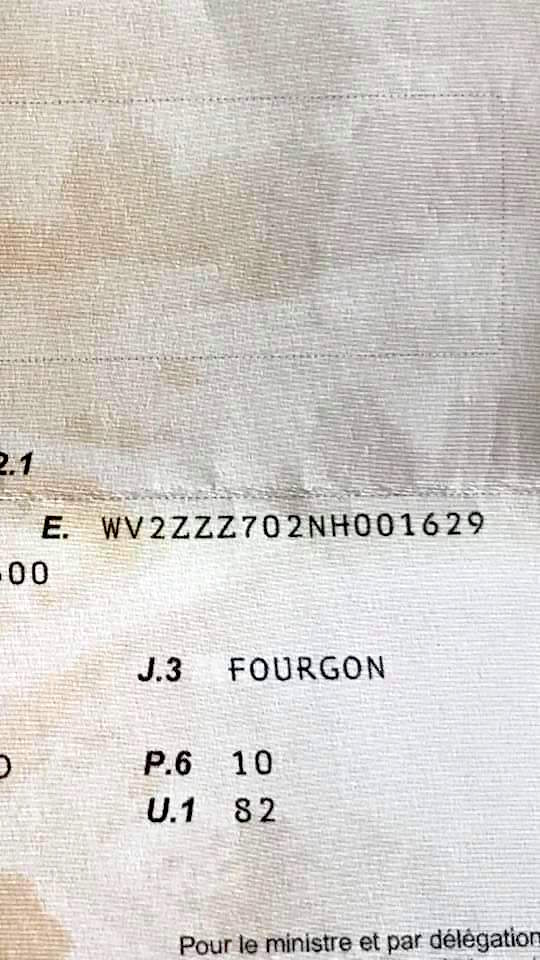 2.1
E. WV2ZZZ702NH001629
00
J.3 FOURGON
P.6 10
U.1 82
Pour le ministre et par délégation